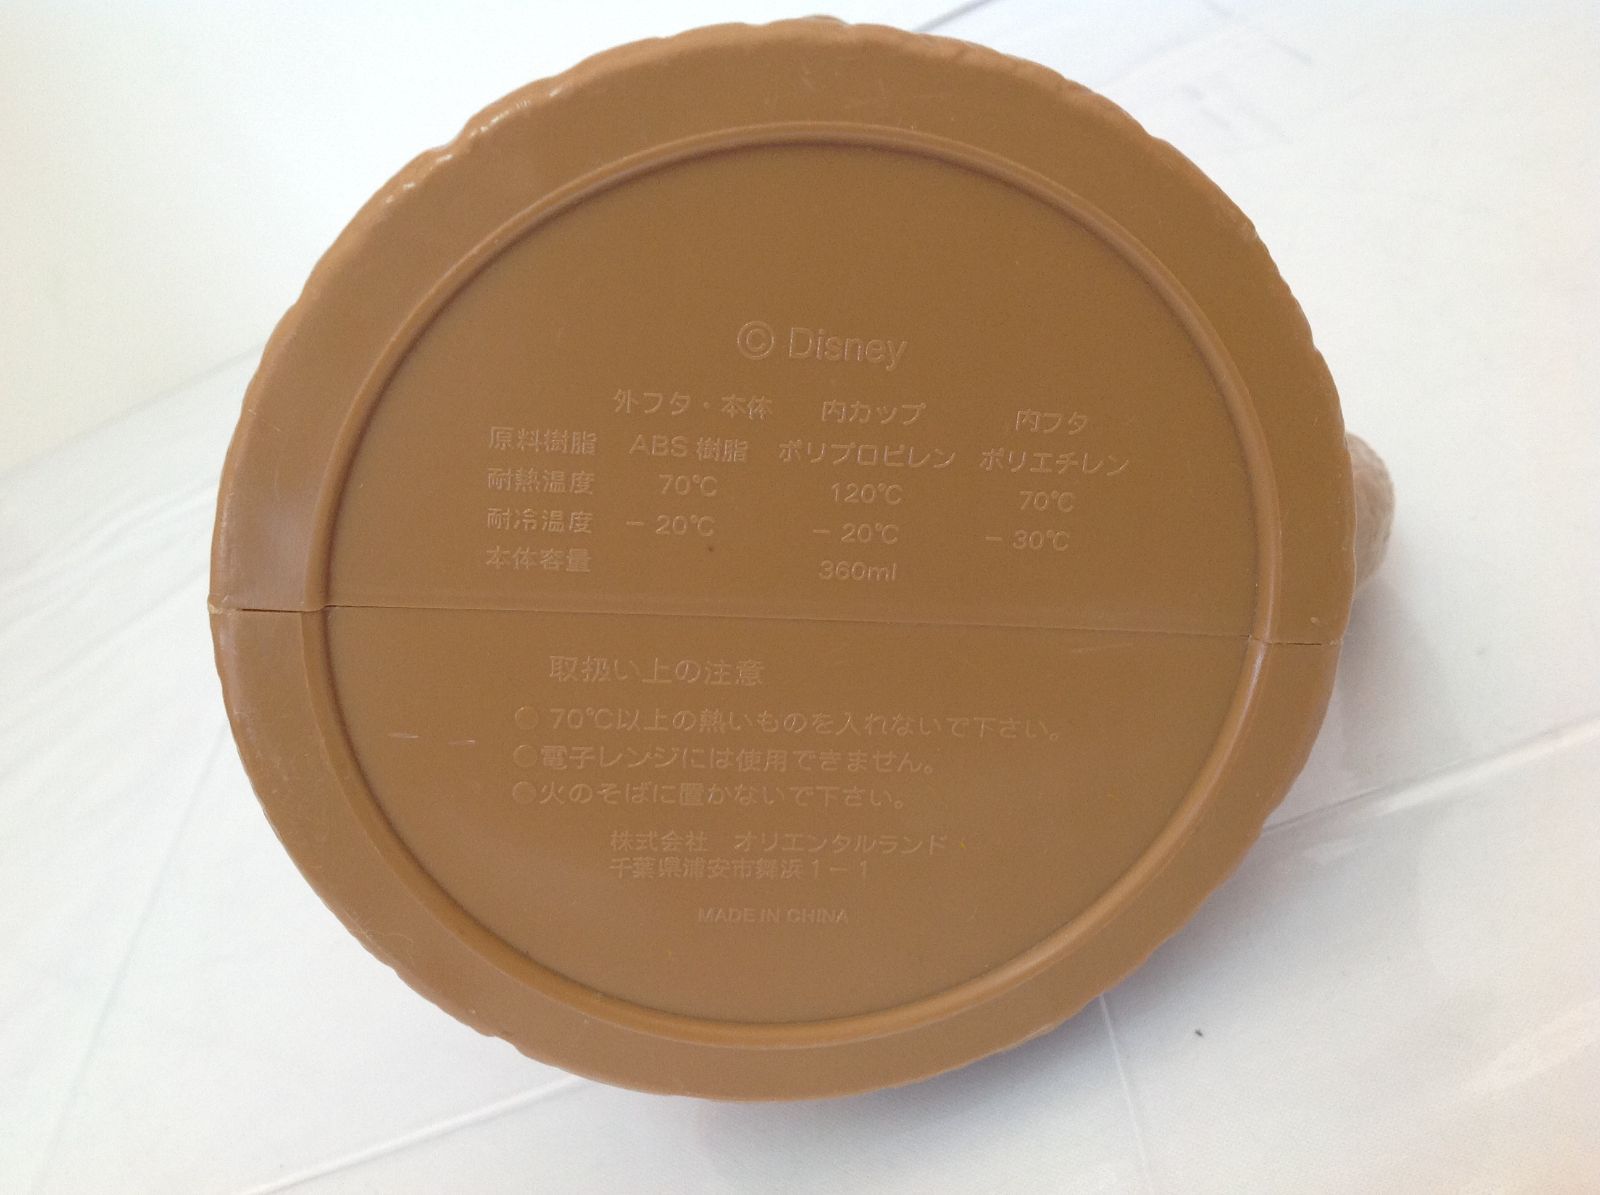 © Disney
外フタ・本体 内カップ 内フタ
原料樹脂 ABS樹脂 ポリプロピレン ポリエチレン
耐熱温度 70℃ 120℃ 70℃
耐冷温度 －20℃ －20℃ －30℃
本体容量 360ml
取扱い上の注意
●70℃以上の熱いものを入れないで下さい。
●電子レンジには使用できません。
●火のそばに置かないで下さい。
株式会社 オリエンタルランド
千葉県浦安市舞浜1－1
MADE IN CHINA